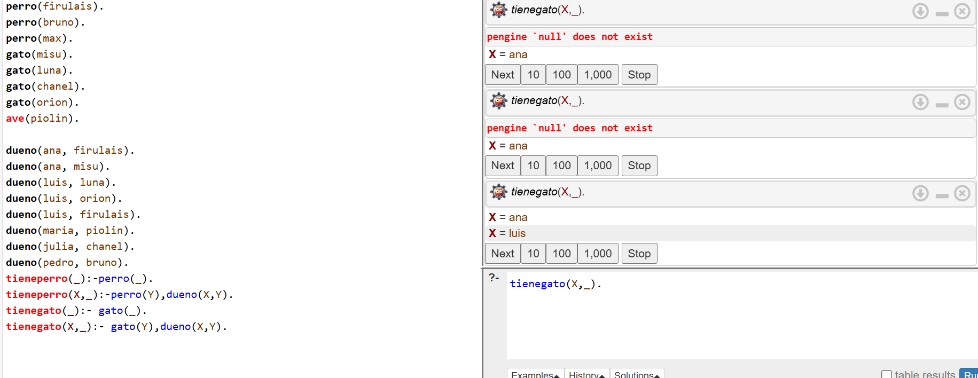 perro(firulais).
perro(bruno).
perro(max).
gato(misu).
gato(luna).
gato(chanel).
gato(orion).
ave(piolin).
dueno(ana, firulais).
dueno(ana, misu).
dueno(luis, luna).
dueno(luis, orion).
dueno(luis, firulais).
dueno(maria, piolin).
dueno(julia, chanel).
dueno(pedro, bruno).
tieneperro(_):-perro(_).
tieneperro(X,_):-perro(Y),dueno(X,Y).
tienegato(_):- gato(_).
tienegato(X,_):- gato(Y),dueno(X,Y).
tienegato(X,_).
pengine `null' does not exist
X = ana
Next 10 100 1,000 Stop
tienegato(X,_).
pengine `null' does not exist
X = ana
Next 10 100 1,000 Stop
tienegato(X,_).
X = ana
X = luis
Next 10 100 1,000 Stop
?- tienegato(X,_).
Examples History Solutions table results